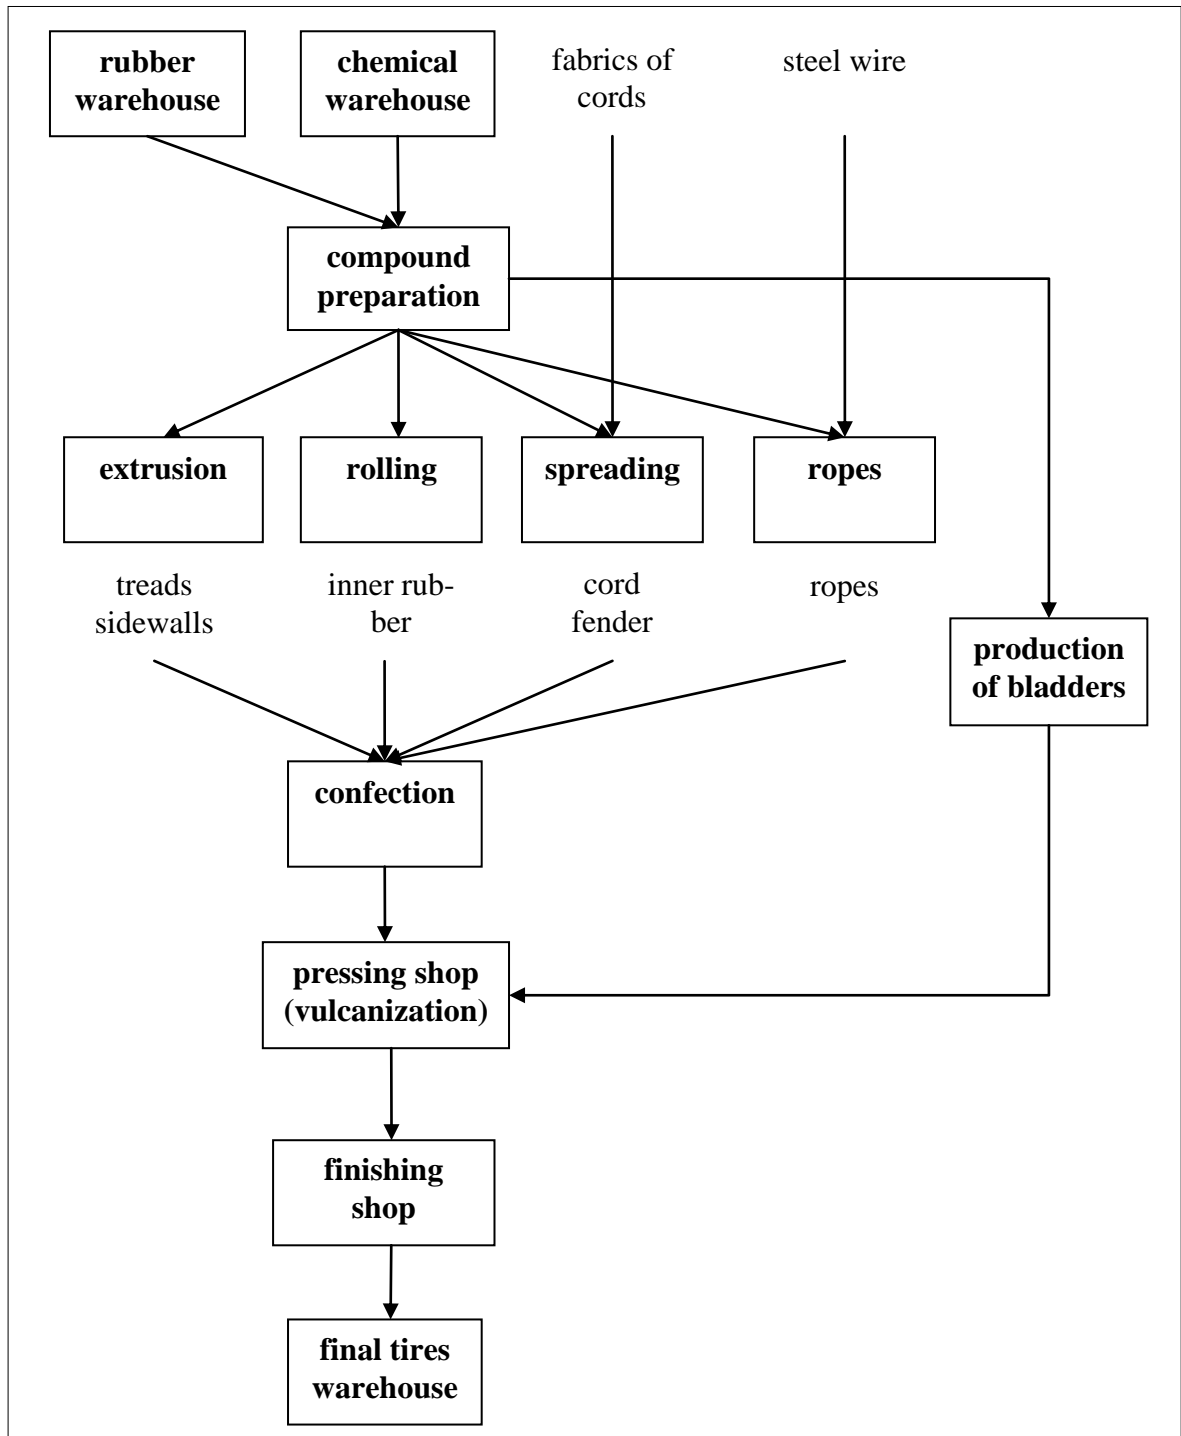 rubber
warehouse
chemical
warehouse
fabrics of
cords
steel wire
compound
preparation
extrusion
rolling
spreading
ropes
treads
sidewalls
inner rub-
ber
cord
fender
ropes
production
of bladders
confection
pressing shop
(vulcanization)
finishing
shop
final tires
warehouse